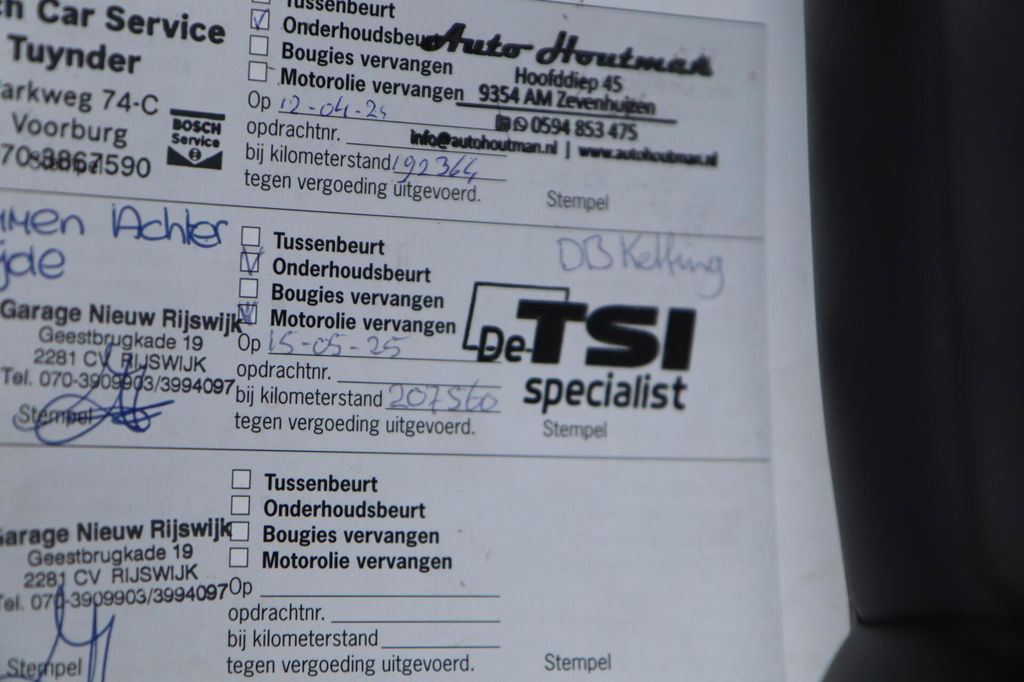 h Car Service
Tuynder
arkweg 74-C
Voorburg
70-3867590
BOSCH
Service
Tussenbeurt
Onderhoudsbeu
Bougies vervangen
Motorolie vervangen
Op 12-04-24
opdrachtnr.
bij kilometerstand 192364
tegen vergoeding uitgevoerd.
Auto Houtman
Hoofddiep 45
9354 AM Zevenhuizen
0594 853 475
info@autohoutman.nl | www.autohoutman.nl
Stempel
mmen Achter
jde
Garage Nieuw Rijswijk
Geestbrugkade 19
2281 CV RIJSWIJK
Tel. 070-3909903/3994097
Stempel
Tussenbeurt
Onderhoudsbeurt
Bougies vervangen
Motorolie vervangen
Op 15-05-25
opdrachtnr.
bij kilometerstand 207560
tegen vergoeding uitgevoerd.
DB Ketting
De TSI
specialist
Stempel
Garage Nieuw Rijswijk
Geestbrugkade 19
2281 CV RIJSWIJK
Tel. 070-3909903/3994097
Stempel
Tussenbeurt
Onderhoudsbeurt
Bougies vervangen
Motorolie vervangen
Op
opdrachtnr.
bij kilometerstand
tegen vergoeding uitgevoerd.
Stempel